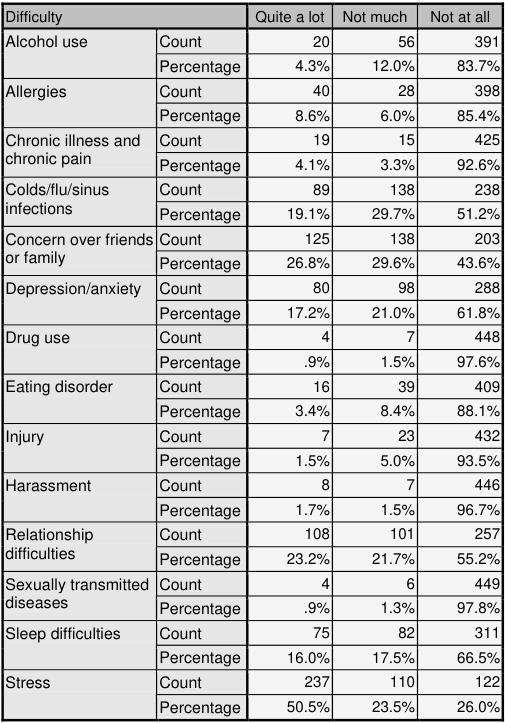 Difficulty Quite a lot Not much Not at all
Alcohol use Count 20 56 391
Percentage 4.3% 12.0% 83.7%
Allergies Count 40 28 398
Percentage 8.6% 6.0% 85.4%
Chronic illness and Count 19 15 425
chronic pain Percentage 4.1% 3.3% 92.6%
Colds/flu/sinus Count 89 138 238
infections Percentage 19.1% 29.7% 51.2%
Concern over friends Count 125 138 203
or family Percentage 26.8% 29.6% 43.6%
Depression/anxiety Count 80 98 288
Percentage 17.2% 21.0% 61.8%
Drug use Count 4 7 448
Percentage .9% 1.5% 97.6%
Eating disorder Count 16 39 409
Percentage 3.4% 8.4% 88.1%
Injury Count 7 23 432
Percentage 1.5% 5.0% 93.5%
Harassment Count 8 7 446
Percentage 1.7% 1.5% 96.7%
Relationship Count 108 101 257
difficulties Percentage 23.2% 21.7% 55.2%
Sexually transmitted Count 4 6 449
diseases Percentage .9% 1.3% 97.8%
Sleep difficulties Count 75 82 311
Percentage 16.0% 17.5% 66.5%
Stress Count 237 110 122
Percentage 50.5% 23.5% 26.0%